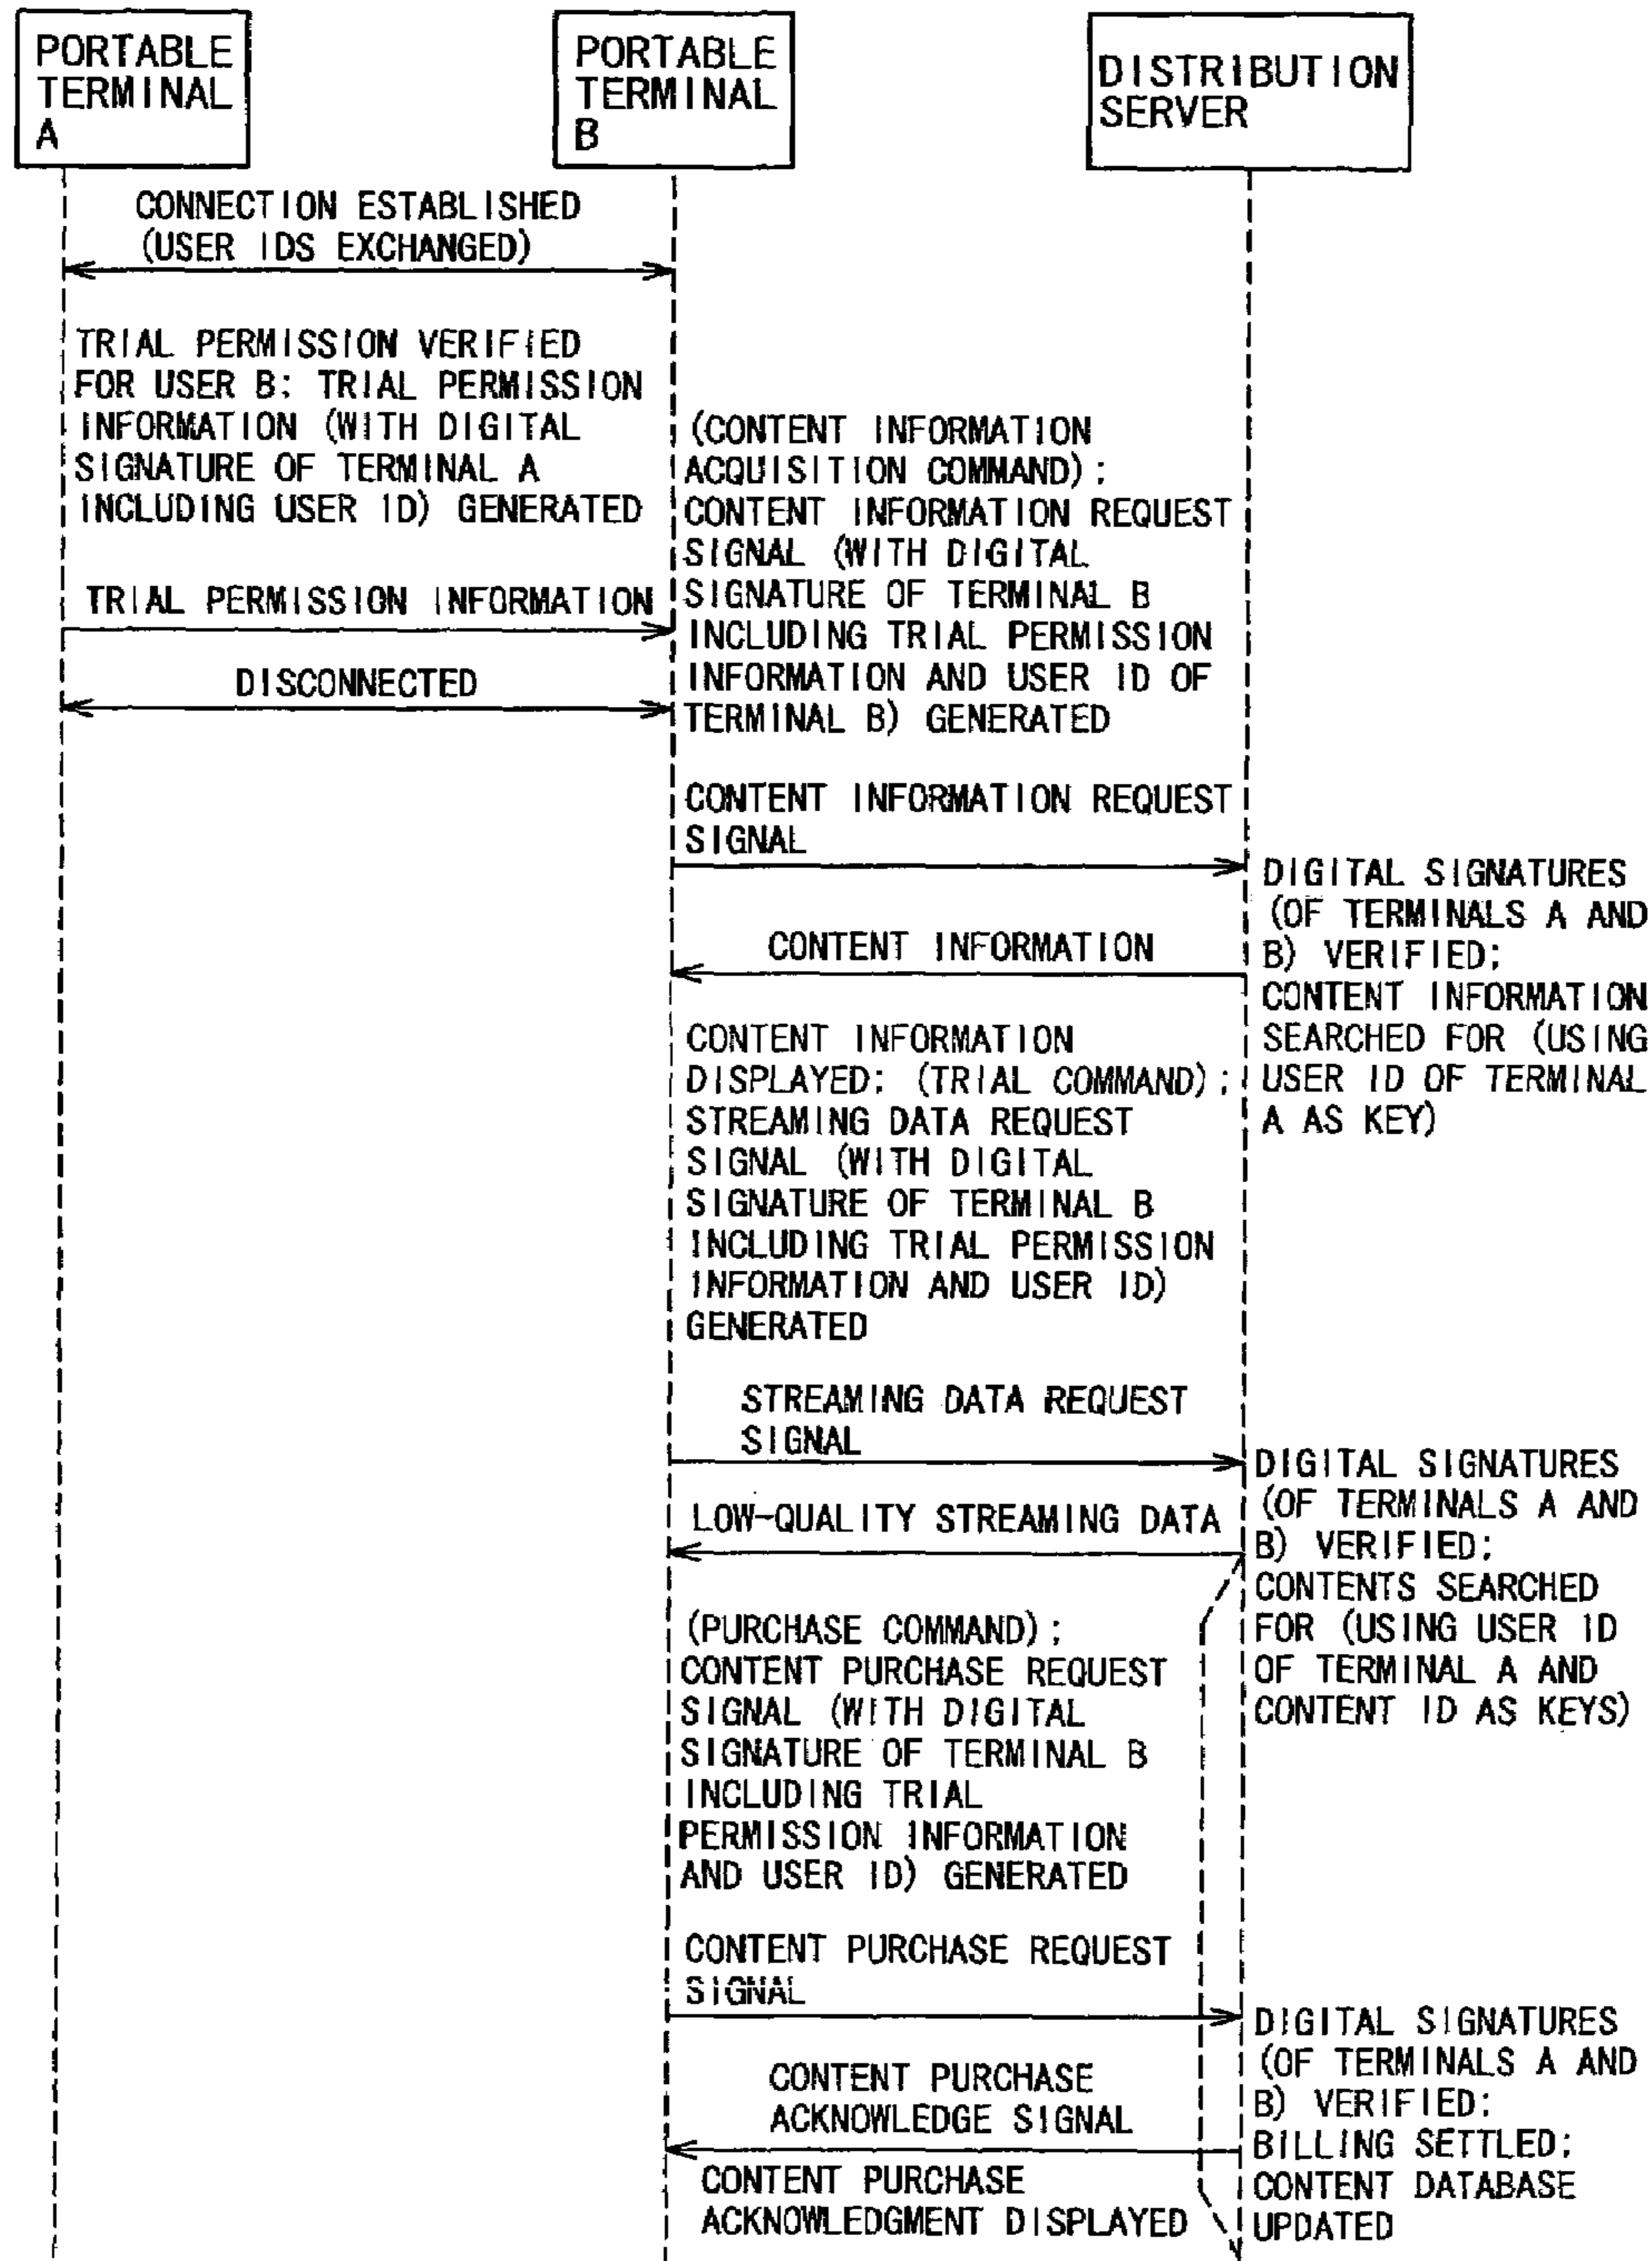 PORTABLE
TERMINAL
A
PORTABLE
TERMINAL
B
DISTRIBUTION
SERVER
CONNECTION ESTABLISHED
(USER IDS EXCHANGED)
TRIAL PERMISSION VERIFIED
FOR USER B; TRIAL PERMISSION
INFORMATION (WITH DIGITAL
SIGNATURE OF TERMINAL A
INCLUDING USER ID) GENERATED
TRIAL PERMISSION INFORMATION
DISCONNECTED
(CONTENT INFORMATION
ACQUISITION COMMAND);
CONTENT INFORMATION REQUEST
SIGNAL (WITH DIGITAL
SIGNATURE OF TERMINAL B
INCLUDING TRIAL PERMISSION
INFORMATION AND USER ID OF
TERMINAL B) GENERATED
CONTENT INFORMATION REQUEST
SIGNAL
DIGITAL SIGNATURES
(OF TERMINALS A AND
B) VERIFIED;
CONTENT INFORMATION
SEARCHED FOR (USING
USER ID OF TERMINAL
A AS KEY)
CONTENT INFORMATION
CONTENT INFORMATION
DISPLAYED; (TRIAL COMMAND);
STREAMING DATA REQUEST
SIGNAL (WITH DIGITAL
SIGNATURE OF TERMINAL B
INCLUDING TRIAL PERMISSION
INFORMATION AND USER ID)
GENERATED
STREAMING DATA REQUEST
SIGNAL
DIGITAL SIGNATURES
(OF TERMINALS A AND
B) VERIFIED;
CONTENTS SEARCHED
FOR (USING USER ID
OF TERMINAL A AND
CONTENT ID AS KEYS)
LOW-QUALITY STREAMING DATA
(PURCHASE COMMAND);
CONTENT PURCHASE REQUEST
SIGNAL (WITH DIGITAL
SIGNATURE OF TERMINAL B
INCLUDING TRIAL
PERMISSION INFORMATION
AND USER ID) GENERATED
CONTENT PURCHASE REQUEST
SIGNAL
DIGITAL SIGNATURES
(OF TERMINALS A AND
B) VERIFIED;
BILLING SETTLED;
CONTENT DATABASE
UPDATED
CONTENT PURCHASE
ACKNOWLEDGE SIGNAL
CONTENT PURCHASE
ACKNOWLEDGMENT DISPLAYED